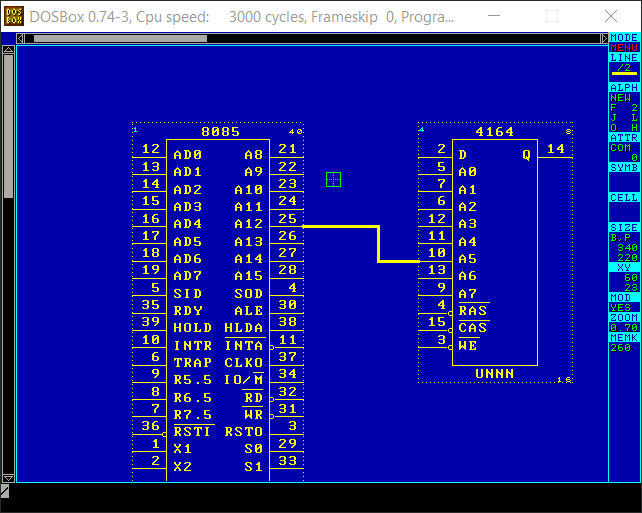 DOS
BOX
DOSBox 0.74-3, Cpu speed: 3000 cycles, Frameskip 0, Progra...
1 8085 40
12 AD0 A8 21
13 AD1 A9 22
14 AD2 A10 23
15 AD3 A11 24
16 AD4 A12 25
17 AD5 A13 26
18 AD6 A14 27
19 AD7 A15 28
5 SID SOD 4
35 RDY ALE 30
39 HOLD HLDA 38
10 INTR INTA 11
6 TRAP CLKO 37
9 R5.5 IO/M 34
8 R6.5 RD 32
7 R7.5 WR 31
36 RSTI RSTO 3
1 X1 S0 29
2 X2 S1 33
4 4164 8
2 D Q 14
5 A0
7 A1
6 A2
12 A3
11 A4
10 A5
13 A6
9 A7
4 RAS
15 CAS
3 WE
UNNN
16
MODE
MENU
LINE
/2
ALPH
NEW
F 2
J L
O H
ATTR
COM
0
SYMB
CELL
SIZE
B,P
340
220
XY
60
23
MOD
YES
ZOOM
0.70
MEMK
260